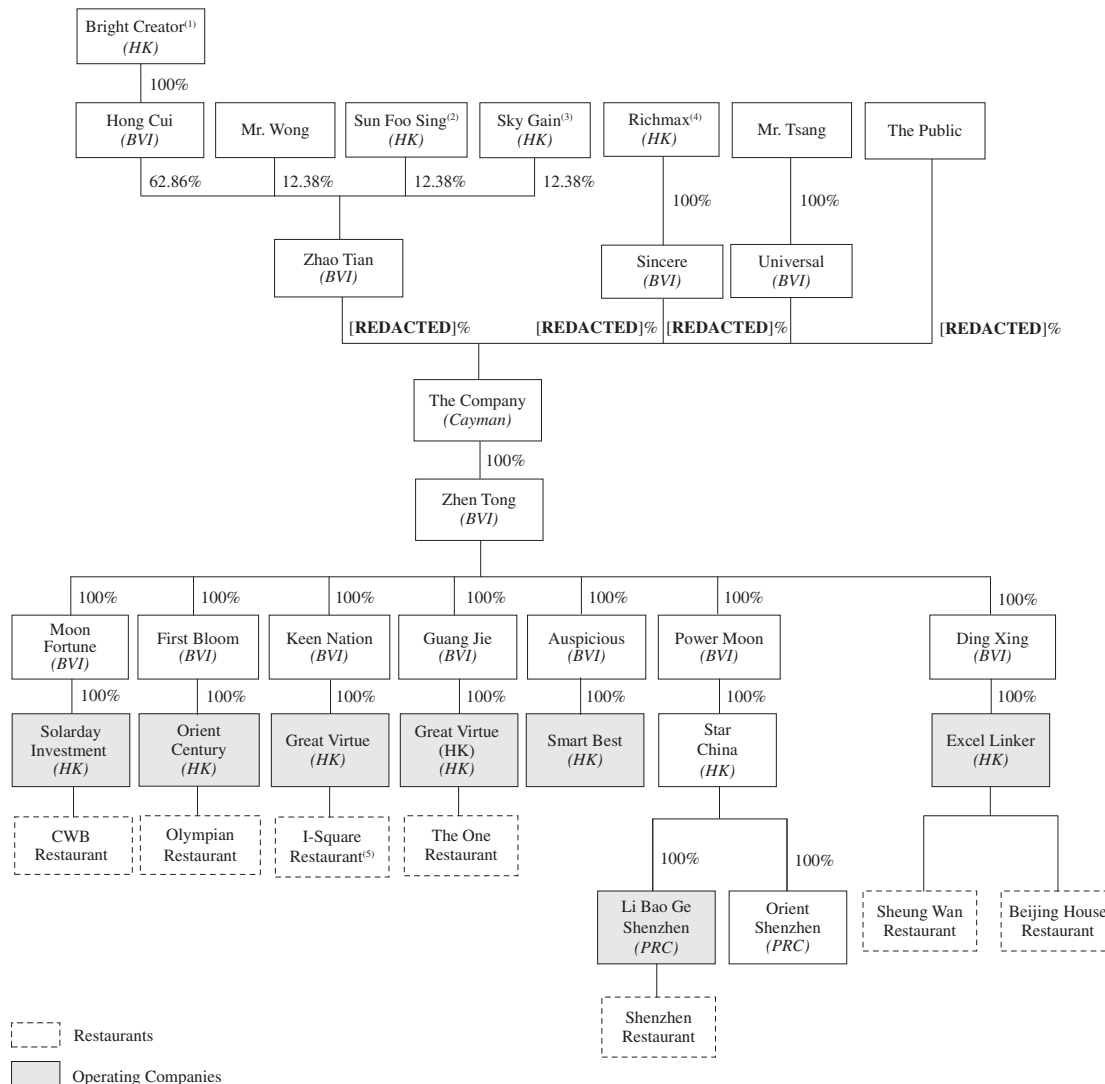 Bright Creator(1)
(HK)
100%
Hong Cui
(BVI)
Mr. Wong
Sun Foo Sing(2)
(HK)
Sky Gain(3)
(HK)
Richmax(4)
(HK)
Mr. Tsang
The Public
62.86%
12.38%
12.38%
12.38%
100%
100%
Zhao Tian
(BVI)
Sincere
(BVI)
Universal
(BVI)
[REDACTED]%
[REDACTED]%
[REDACTED]%
[REDACTED]%
The Company
(Cayman)
100%
Zhen Tong
(BVI)
100%
100%
100%
100%
100%
100%
100%
Moon
Fortune
(BVI)
First Bloom
(BVI)
Keen Nation
(BVI)
Guang Jie
(BVI)
Auspicious
(BVI)
Power Moon
(BVI)
Ding Xing
(BVI)
100%
100%
100%
100%
100%
100%
100%
Solarday
Investment
(HK)
Orient
Century
(HK)
Great Virtue
(HK)
Great Virtue
(HK)
(HK)
Smart Best
(HK)
Star
China
(HK)
Excel Linker
(HK)
CWB
Restaurant
Olympian
Restaurant
I-Square
Restaurant(5)
The One
Restaurant
100%
100%
Li Bao Ge
Shenzhen
(PRC)
Orient
Shenzhen
(PRC)
Sheung Wan
Restaurant
Beijing House
Restaurant
Shenzhen
Restaurant
Restaurants
Operating Companies